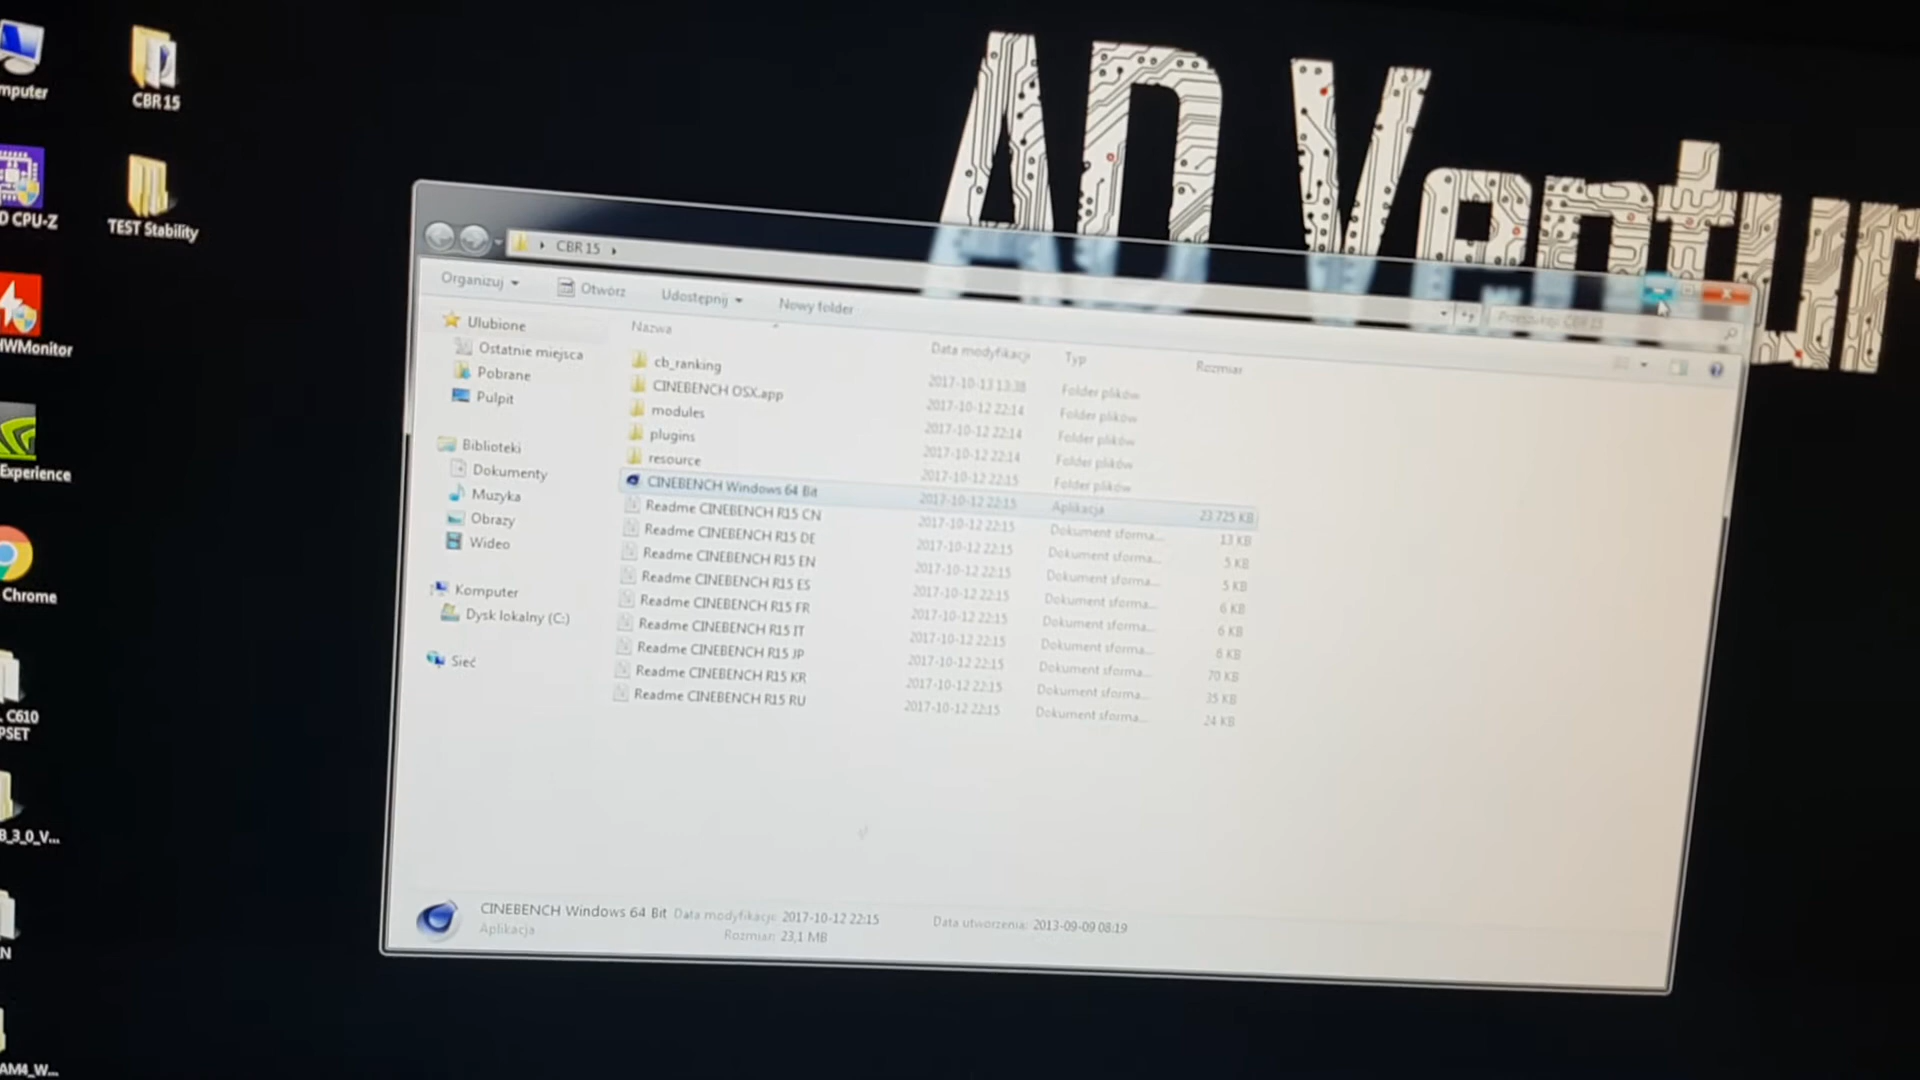 AD Ventur
mputer
CBR15
D CPU-Z
TEST Stability
HWMonitor
Experience
Chrome
C610
PSET
B_3_0_V...
N
AM4_W...
CBR15
Przeszukaj: CBR15
Organizuj
Otwórz
Udostępnij
Nowy folder
Ulubione
Ostatnie miejsca
Pobrane
Pulpit
Biblioteki
Dokumenty
Muzyka
Obrazy
Wideo
Komputer
Dysk lokalny (C:)
Sieć
Nazwa Data modyfikacji Typ Rozmiar
cb_ranking 2017-10-13 13:38 Folder plików
CINEBENCH OSX.app 2017-10-12 22:14 Folder plików
modules 2017-10-12 22:14 Folder plików
plugins 2017-10-12 22:14 Folder plików
resource 2017-10-12 22:15 Folder plików
CINEBENCH Windows 64 Bit 2017-10-12 22:15 Aplikacja 23 725 KB
Readme CINEBENCH R15 CN 2017-10-12 22:15 Dokument sforma... 13 KB
Readme CINEBENCH R15 DE 2017-10-12 22:15 Dokument sforma... 5 KB
Readme CINEBENCH R15 EN 2017-10-12 22:15 Dokument sforma... 5 KB
Readme CINEBENCH R15 ES 2017-10-12 22:15 Dokument sforma... 6 KB
Readme CINEBENCH R15 FR 2017-10-12 22:15 Dokument sforma... 6 KB
Readme CINEBENCH R15 IT 2017-10-12 22:15 Dokument sforma... 6 KB
Readme CINEBENCH R15 JP 2017-10-12 22:15 Dokument sforma... 70 KB
Readme CINEBENCH R15 KR 2017-10-12 22:15 Dokument sforma... 35 KB
Readme CINEBENCH R15 RU 2017-10-12 22:15 Dokument sforma... 24 KB
CINEBENCH Windows 64 Bit Data modyfikacji: 2017-10-12 22:15 Data utworzenia: 2013-09-09 08:19
Aplikacja Rozmiar: 23,1 MB